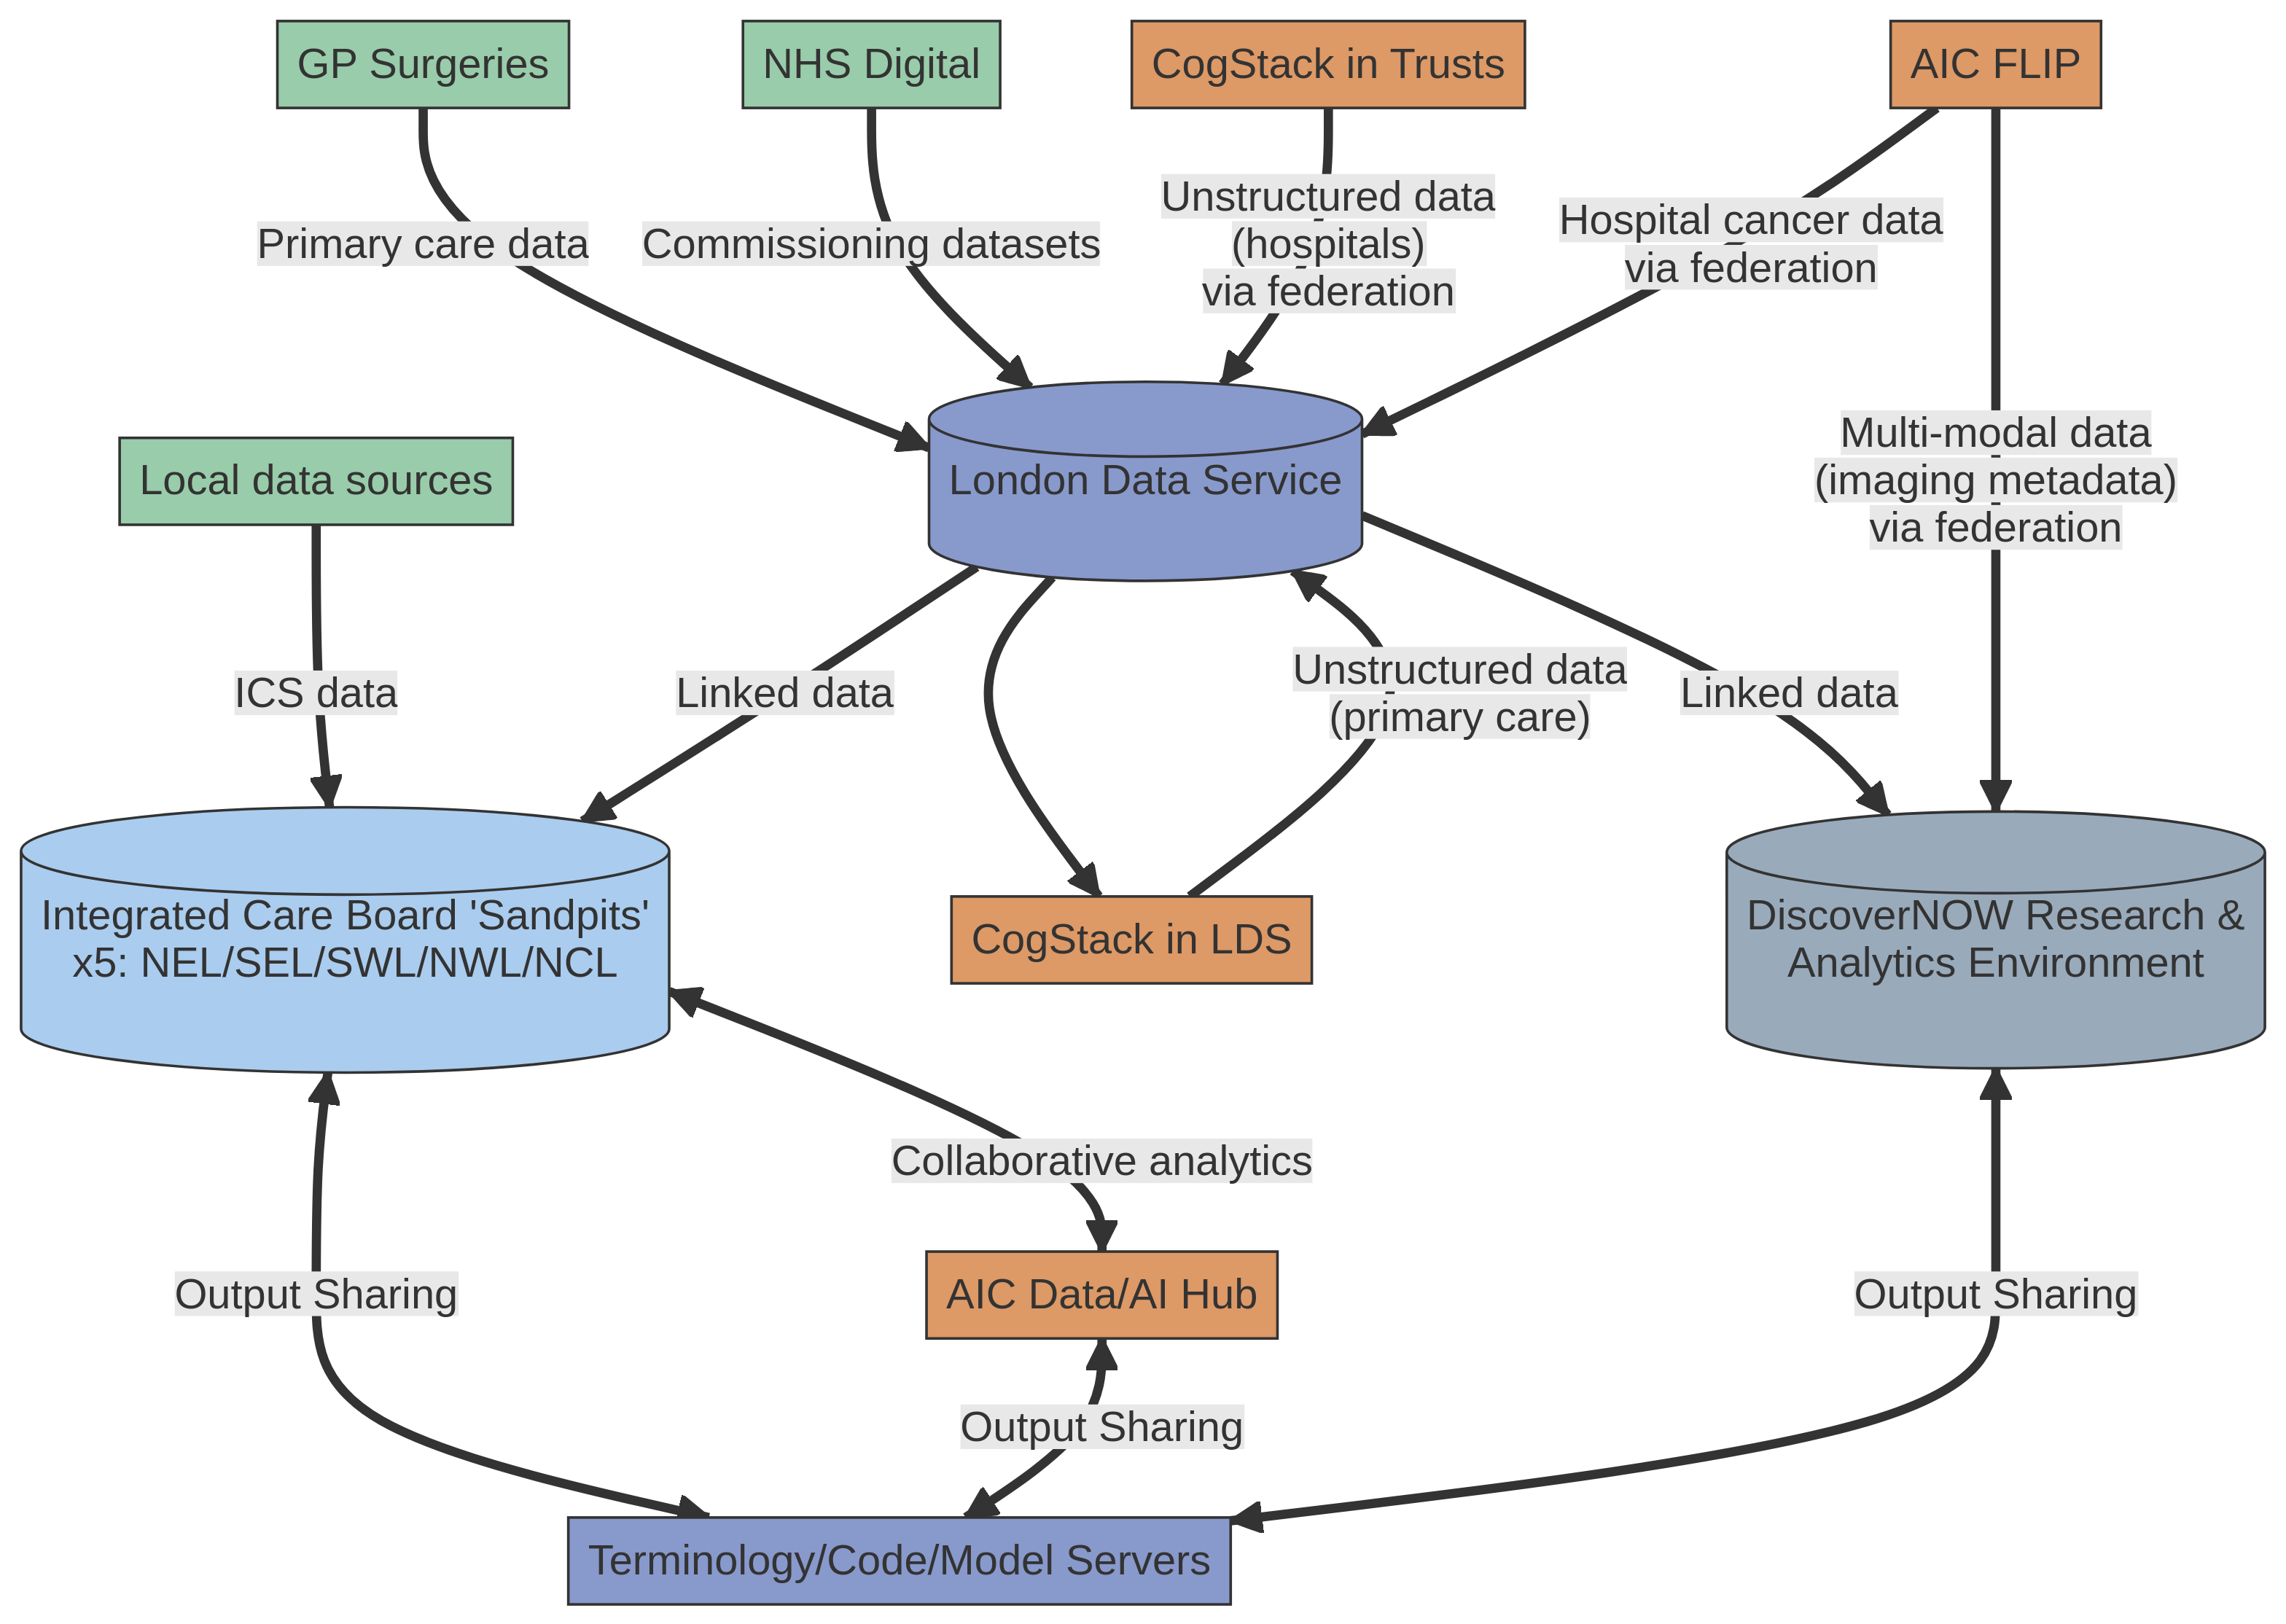 GP Surgeries
NHS Digital
CogStack in Trusts
AIC FLIP
Primary care data
Commissioning datasets
Unstructured data
(hospitals)
via federation
Hospital cancer data
via federation
Local data sources
London Data Service
Multi-modal data
(imaging metadata)
via federation
ICS data
Linked data
Unstructured data
(primary care)
Linked data
Integrated Care Board 'Sandpits'
x5: NEL/SEL/SWL/NWL/NCL
CogStack in LDS
DiscoverNOW Research &
Analytics Environment
Collaborative analytics
Output Sharing
AIC Data/AI Hub
Output Sharing
Output Sharing
Terminology/Code/Model Servers